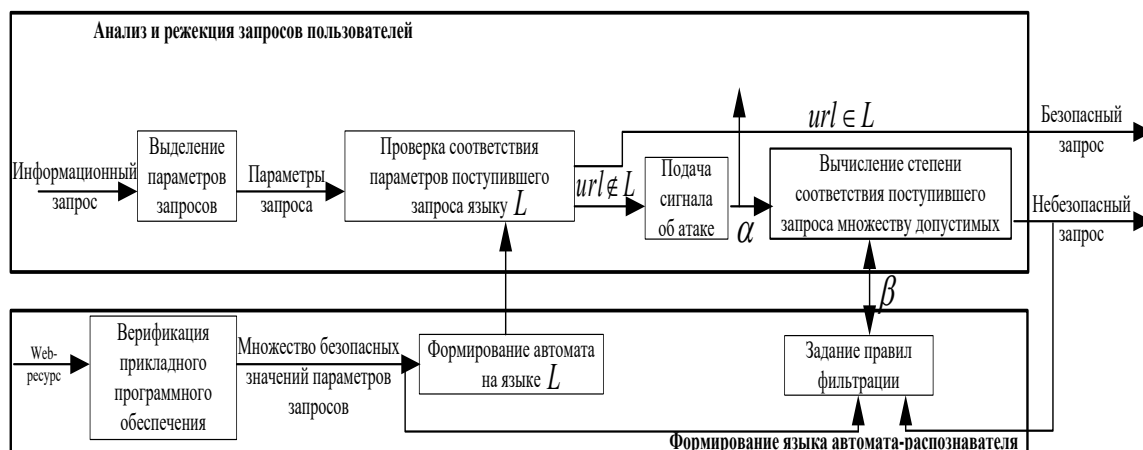 Анализ и режекция запросов пользователей
Информационный
запрос
Выделение
параметров
запросов
Параметры
запроса
Проверка соответствия
параметров поступившего
запроса языку L
url ∈ L
url ∉ L
Подача
сигнала
об атаке
α
Вычисление степени
соответствия поступившего
запроса множеству допустимых
Безопасный
запрос
Небезопасный
запрос
β
Web-
ресурс
Верификация
прикладного
программного
обеспечения
Множество безопасных
значений параметров
запросов
Формирование автомата
на языке L
Задание правил
фильтрации
Формирование языка автомата-распознавателя